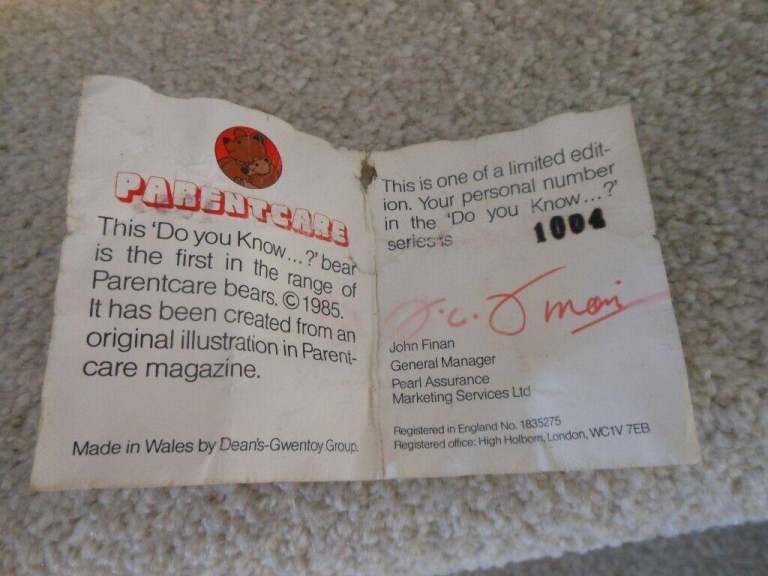 PARENTCARE
This 'Do you Know...?' bear
is the first in the range of
Parentcare bears. © 1985.
It has been created from an
original illustration in Parent-
care magazine.
Made in Wales by Dean's-Gwentoy Group.
This is one of a limited edit-
ion. Your personal number
in the 'Do you Know...?'
series is 1004
John Finan
General Manager
Pearl Assurance
Marketing Services Ltd
Registered in England No. 1835275
Registered office: High Holborn, London, WC1V 7EB